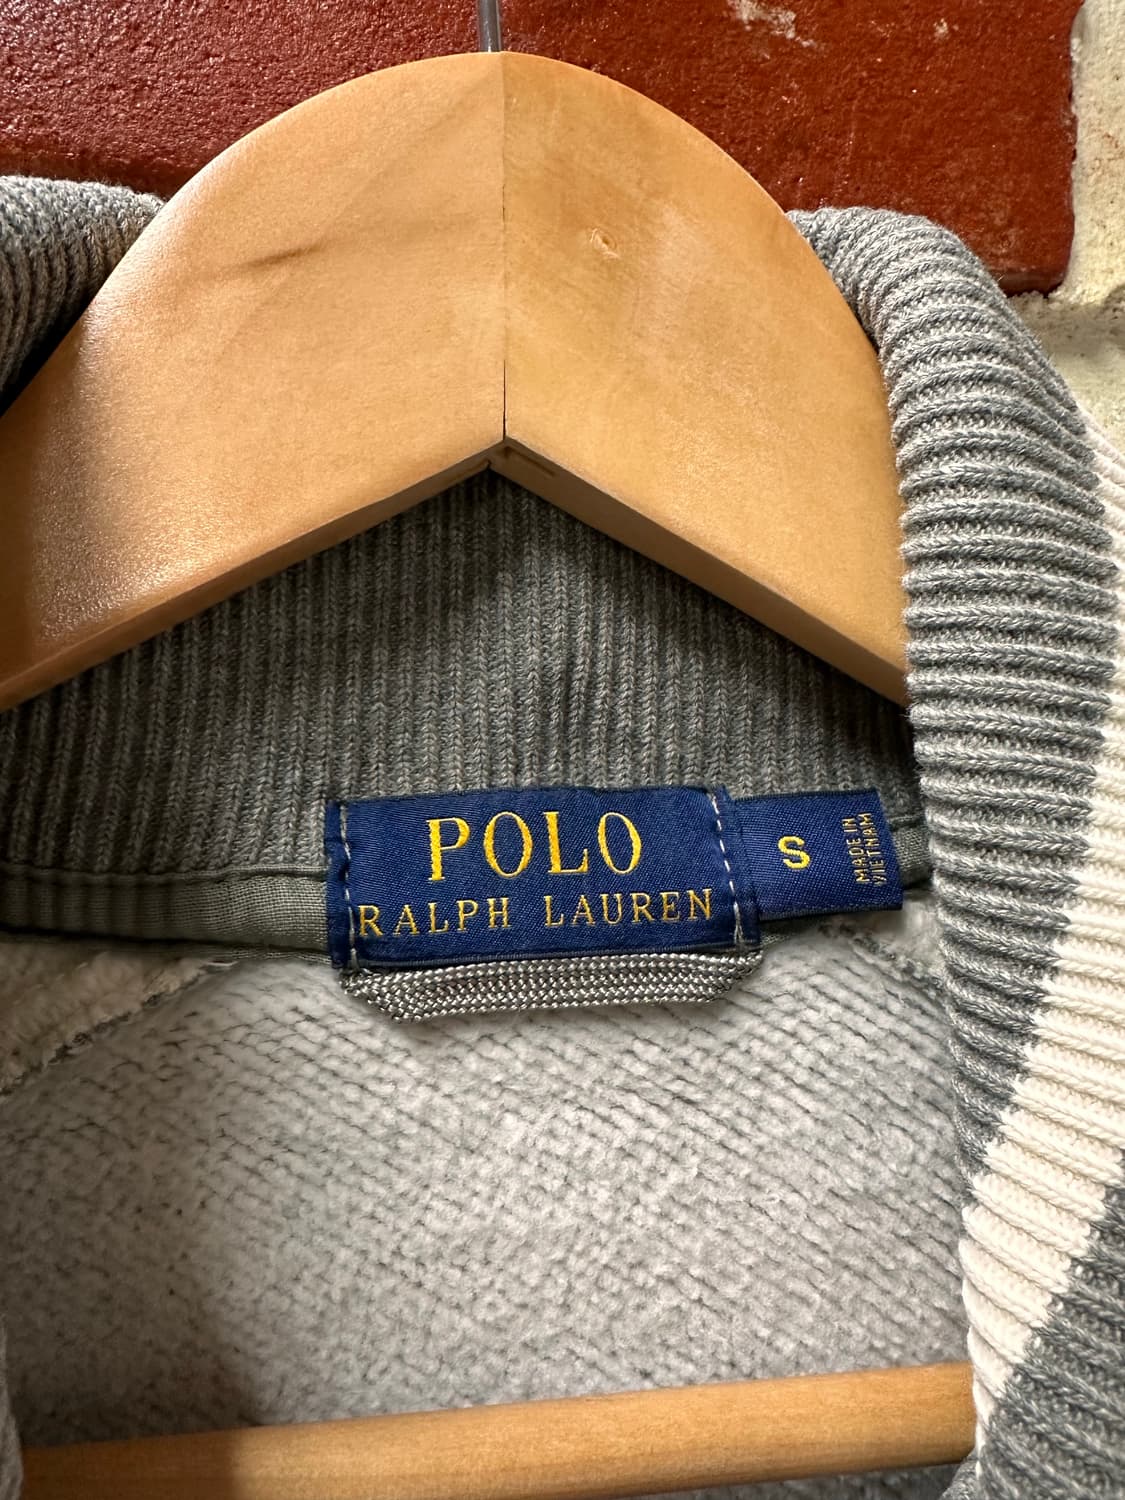 POLO
RALPH LAUREN
S
MADE IN
VIETNAM